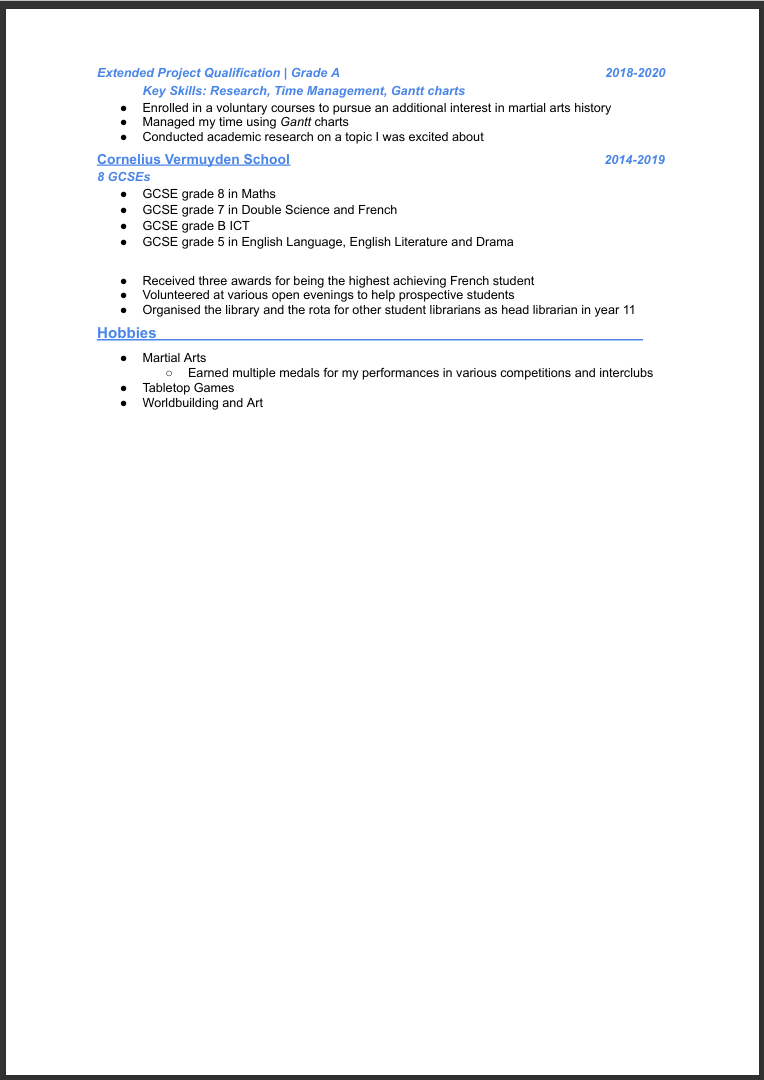 Extended Project Qualification | Grade A 2018-2020
Key Skills: Research, Time Management, Gantt charts
● Enrolled in a voluntary courses to pursue an additional interest in martial arts history
● Managed my time using Gantt charts
● Conducted academic research on a topic I was excited about
Cornelius Vermuyden School 2014-2019
8 GCSEs
● GCSE grade 8 in Maths
● GCSE grade 7 in Double Science and French
● GCSE grade B ICT
● GCSE grade 5 in English Language, English Literature and Drama
● Received three awards for being the highest achieving French student
● Volunteered at various open evenings to help prospective students
● Organised the library and the rota for other student librarians as head librarian in year 11
Hobbies
● Martial Arts
○ Earned multiple medals for my performances in various competitions and interclubs
● Tabletop Games
● Worldbuilding and Art